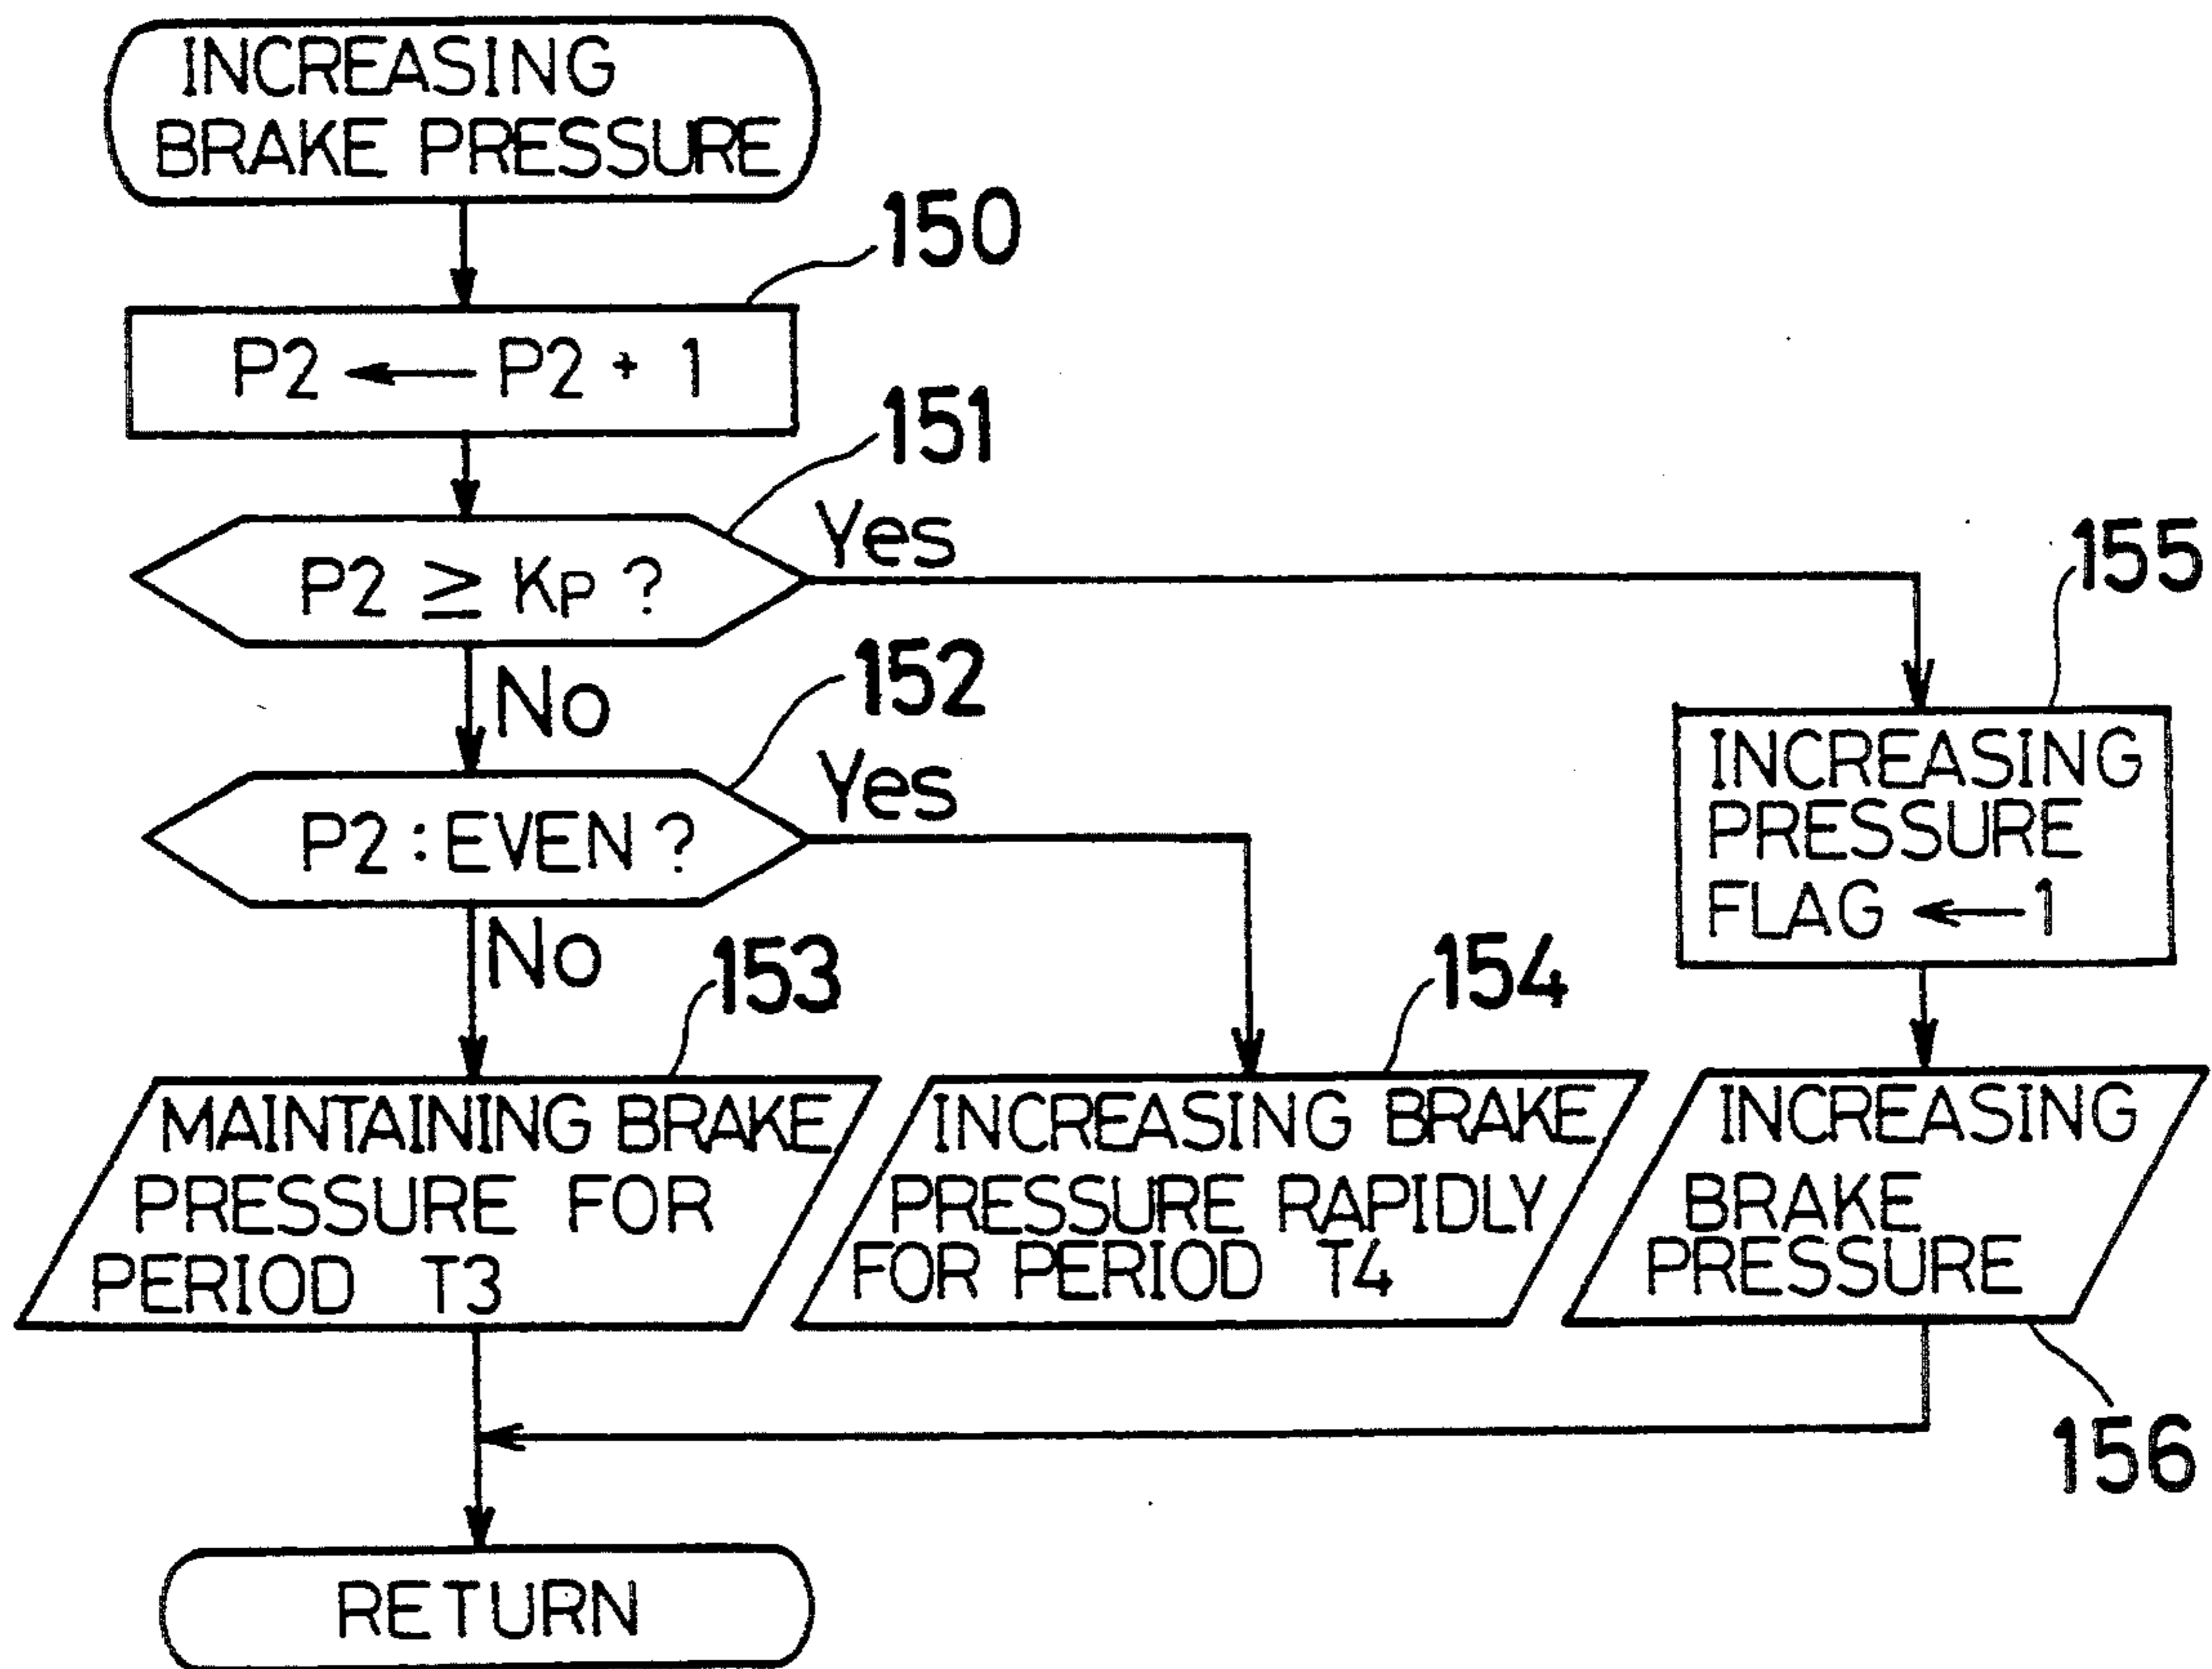 INCREASING
BRAKE PRESSURE
150
P2 ← P2 + 1
151
P2 ≧ KP ?
Yes
No
152
P2 : EVEN ?
Yes
No
155
INCREASING
PRESSURE
FLAG ← 1
153
MAINTAINING BRAKE
PRESSURE FOR
PERIOD T3
154
INCREASING BRAKE
PRESSURE RAPIDLY
FOR PERIOD T4
INCREASING
BRAKE
PRESSURE
156
RETURN